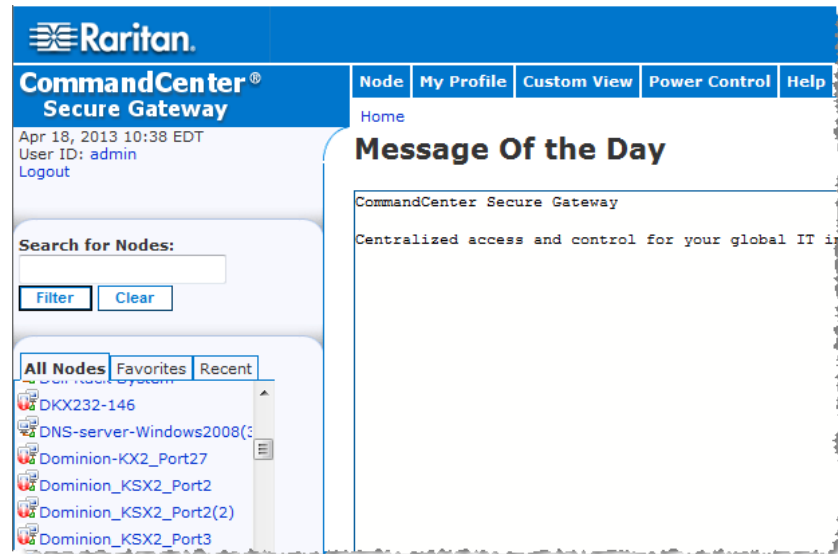 Raritan.
CommandCenter®
Secure Gateway
Node My Profile Custom View Power Control Help
Apr 18, 2013 10:38 EDT
User ID: admin
Logout
Home
Message Of the Day
CommandCenter Secure Gateway
Centralized access and control for your global IT
Search for Nodes:
Filter Clear
All Nodes Favorites Recent
DKX232-146
DNS-server-Windows2008(
Dominion-KX2_Port27
Dominion_KSX2_Port2
Dominion_KSX2_Port2(2)
Dominion_KSX2_Port3